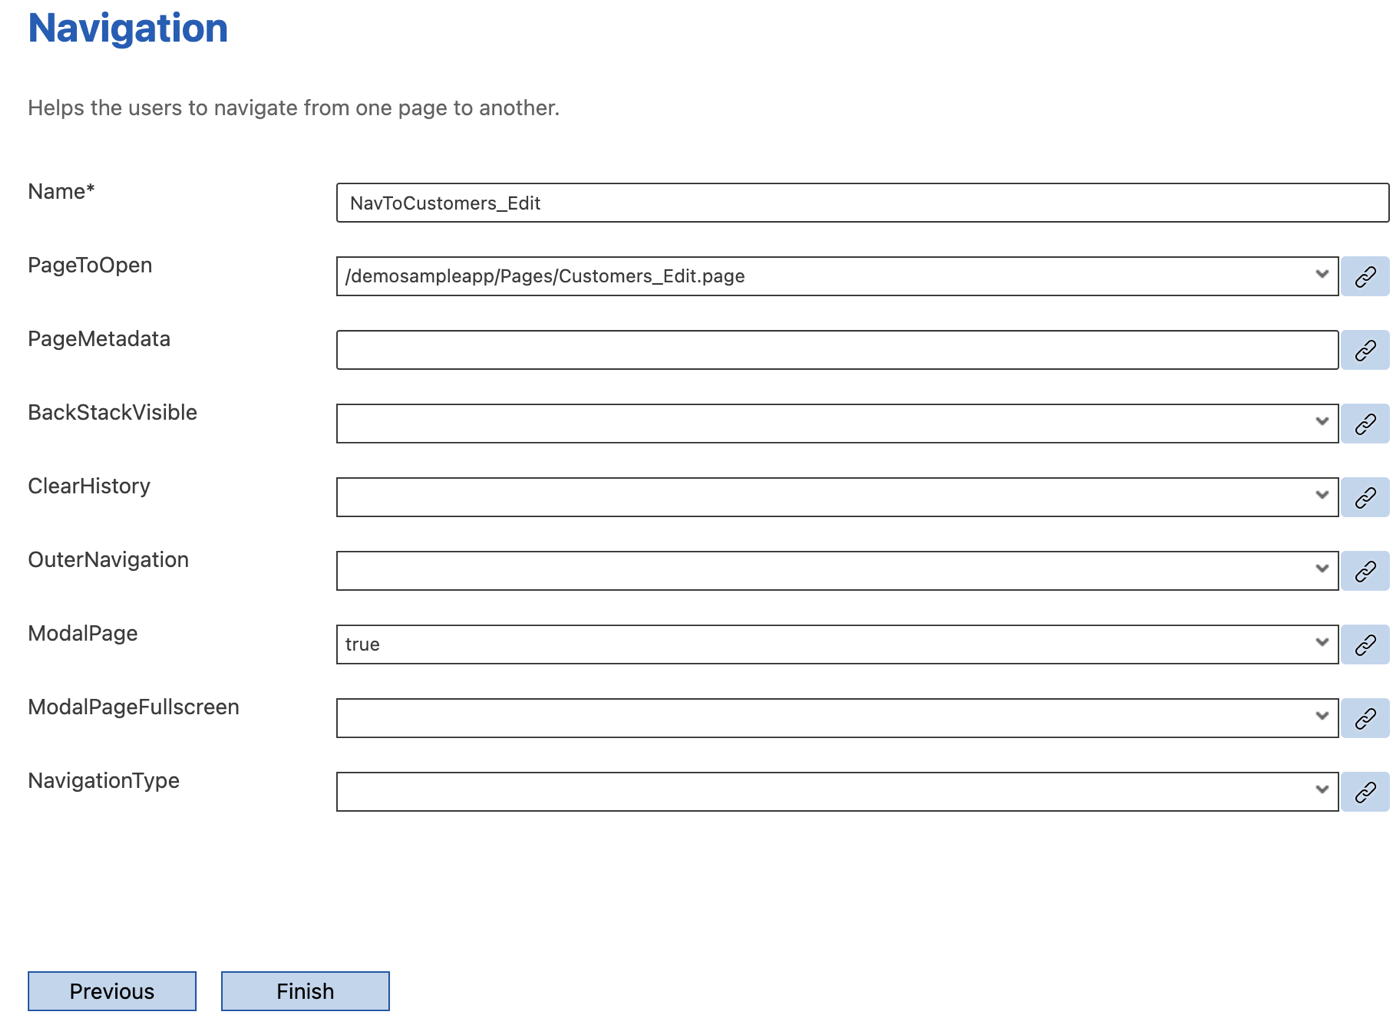 Navigation
Helps the users to navigate from one page to another.
Name*
NavToCustomers_Edit
PageToOpen
/demosampleapp/Pages/Customers_Edit.page
PageMetadata
BackStackVisible
ClearHistory
OuterNavigation
ModalPage
true
ModalPageFullscreen
NavigationType
Previous
Finish